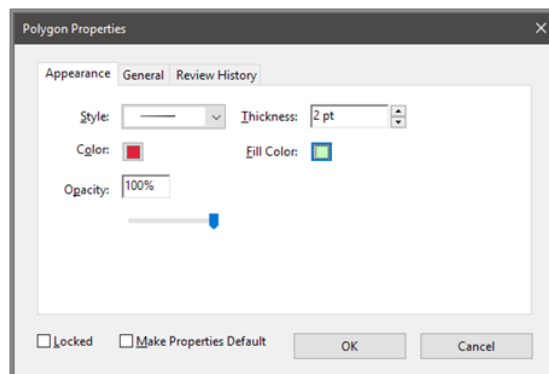 Polygon Properties
Appearance General Review History
Style: Thickness: 2 pt
Color: Fill Color:
Opacity: 100%
Locked Make Properties Default OK Cancel